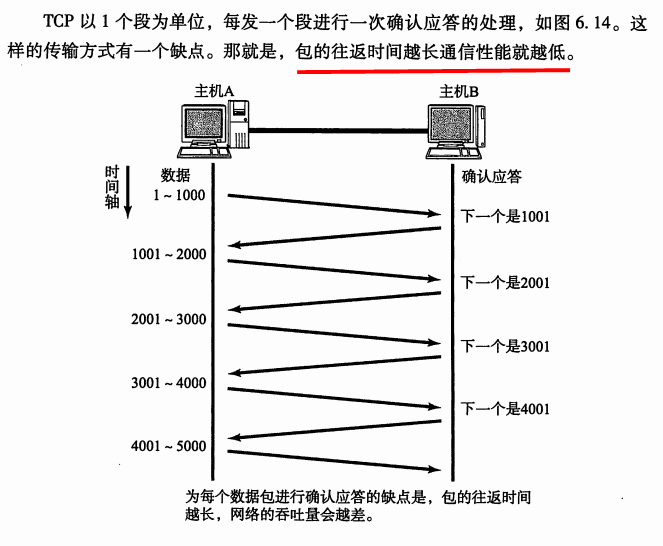 TCP 以 1 个段为单位，每发一个段进行一次确认应答的处理，如图 6.14。这
样的传输方式有一个缺点。那就是，包的往返时间越长通信性能就越低。
主机A
主机B
时间轴
数据
确认应答
1 ~ 1000
下一个是1001
1001 ~ 2000
下一个是2001
2001 ~ 3000
下一个是3001
3001 ~ 4000
下一个是4001
4001 ~ 5000
为每个数据包进行确认应答的缺点是，包的往返时间
越长，网络的吞吐量会越差。